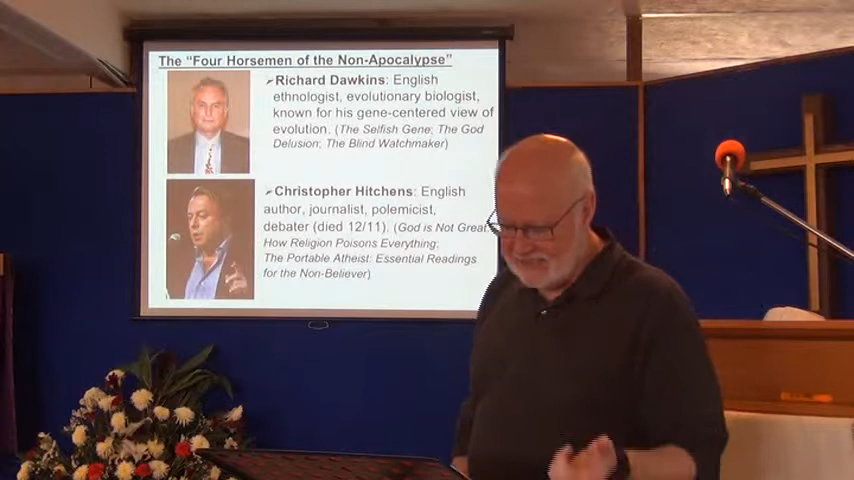 The "Four Horsemen of the Non-Apocalypse"
➢Richard Dawkins: English
ethnologist, evolutionary biologist,
known for his gene-centered view of
evolution. (The Selfish Gene; The God
Delusion; The Blind Watchmaker)
➢Christopher Hitchens: English
author, journalist, polemicist,
debater (died 12/11). (God is Not Great:
How Religion Poisons Everything;
The Portable Atheist: Essential Readings
for the Non-Believer)